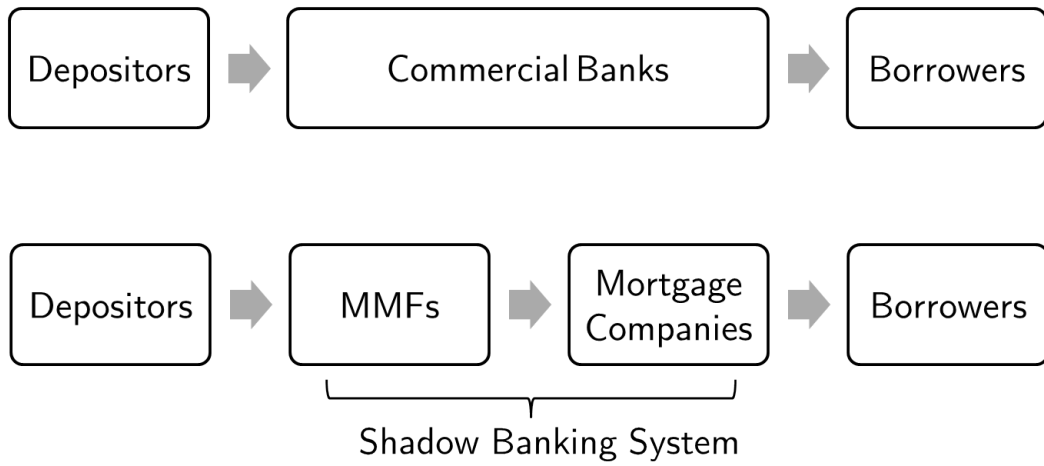 Depositors
Commercial Banks
Borrowers
Depositors
MMFs
Mortgage
Companies
Borrowers
Shadow Banking System